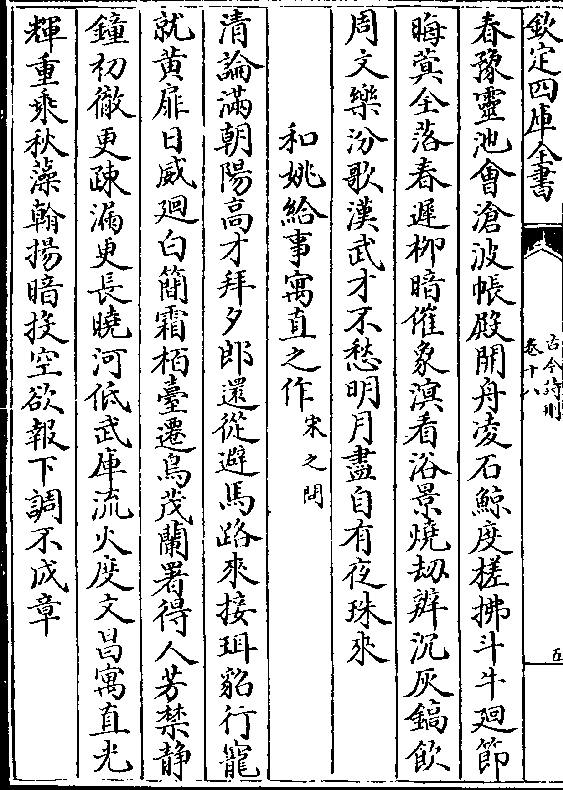 欽定四庫全書
古今詩刪
卷十八
五
春豫靈池會滄波帳殿開舟凌石鯨度槎拂斗牛廻節
晦蓂全落春遲栁暗催象溟看浴景燒刼辨沉灰鎬飲
周文樂汾歌漢武才不愁明月盡自有夜珠來
和姚給事寓直之作宋之問
清論滿朝陽高才拜夕郎還從避馬路來接珥貂行寵
就黄扉日威廻白簡霜栢臺遷鳥茂蘭署得人芳禁静
鐘初徹更疎漏更長曉河低武庫流火度文昌寓直光
輝重乘秋藻翰揚暗投空欲報下調不成章